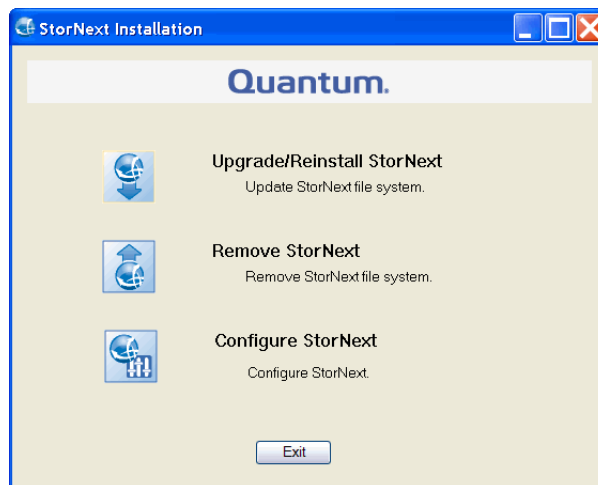 StorNext Installation
Quantum.
Upgrade/Reinstall StorNext
Update StorNext file system.
Remove StorNext
Remove StorNext file system.
Configure StorNext
Configure StorNext.
Exit